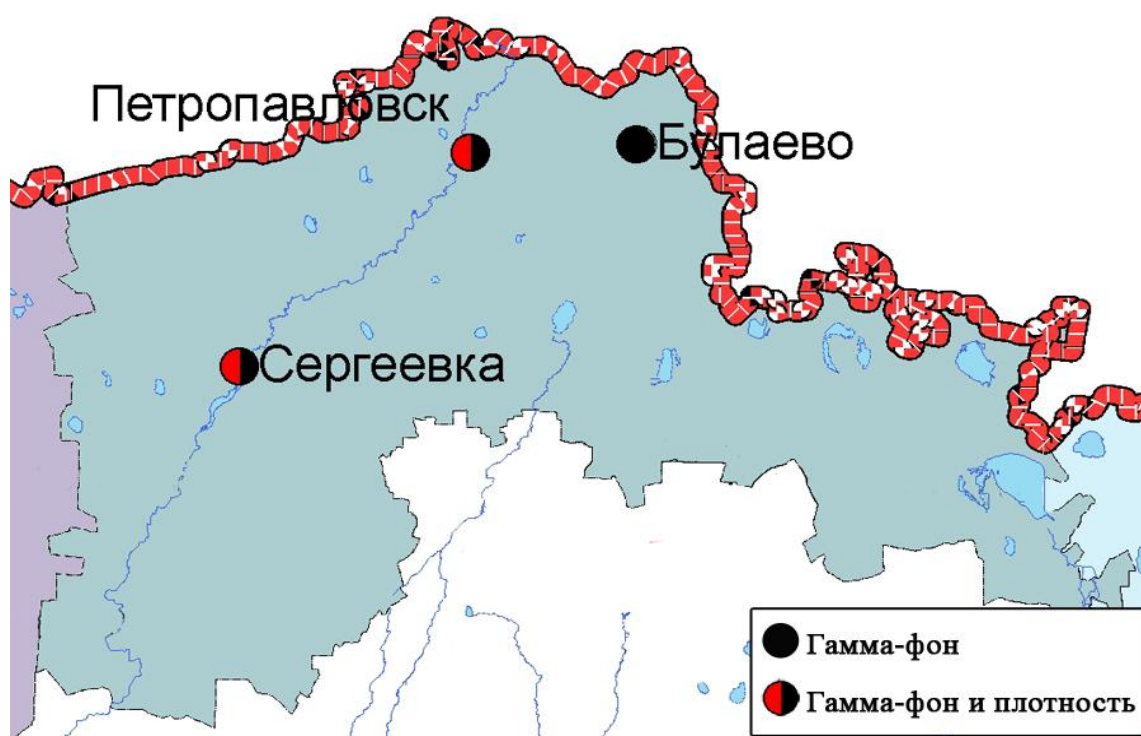 Петропавловск
Булаево
Сергеевка
Гамма-фон
Гамма-фон и плотность